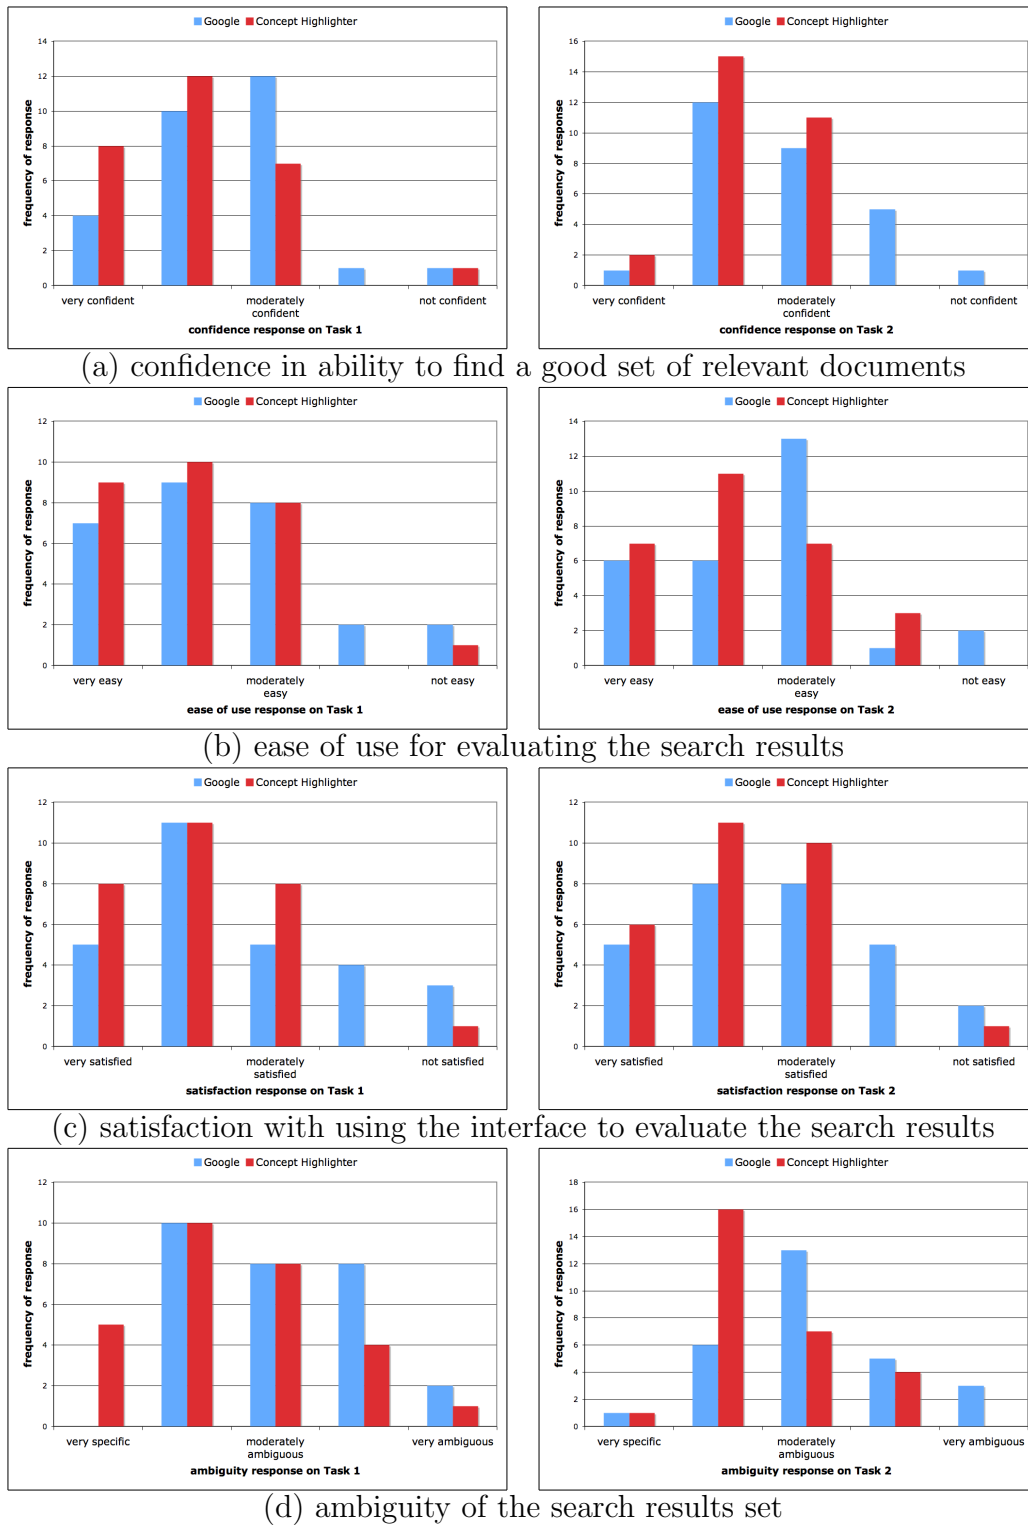 Google Concept Highlighter
14
12
10
8
6
4
2
0
frequency of response
very confident
moderately
confident
not confident
confidence response on Task 1
Google Concept Highlighter
16
14
12
10
8
6
4
2
0
frequency of response
very confident
moderately
confident
not confident
confidence response on Task 2
(a) confidence in ability to find a good set of relevant documents
Google Concept Highlighter
12
10
8
6
4
2
0
frequency of response
very easy
moderately
easy
not easy
ease of use response on Task 1
Google Concept Highlighter
14
12
10
8
6
4
2
0
frequency of response
very easy
moderately
easy
not easy
ease of use response on Task 2
(b) ease of use for evaluating the search results
Google Concept Highlighter
12
10
8
6
4
2
0
frequency of response
very satisfied
moderately
satisfied
not satisfied
satisfaction response on Task 1
Google Concept Highlighter
12
10
8
6
4
2
0
frequency of response
very satisfied
moderately
satisfied
not satisfied
satisfaction response on Task 2
(c) satisfaction with using the interface to evaluate the search results
Google Concept Highlighter
12
10
8
6
4
2
0
frequency of response
very specific
moderately
ambiguous
very ambiguous
ambiguity response on Task 1
Google Concept Highlighter
18
16
14
12
10
8
6
4
2
0
frequency of response
very specific
moderately
ambiguous
very ambiguous
ambiguity response on Task 2
(d) ambiguity of the search results set